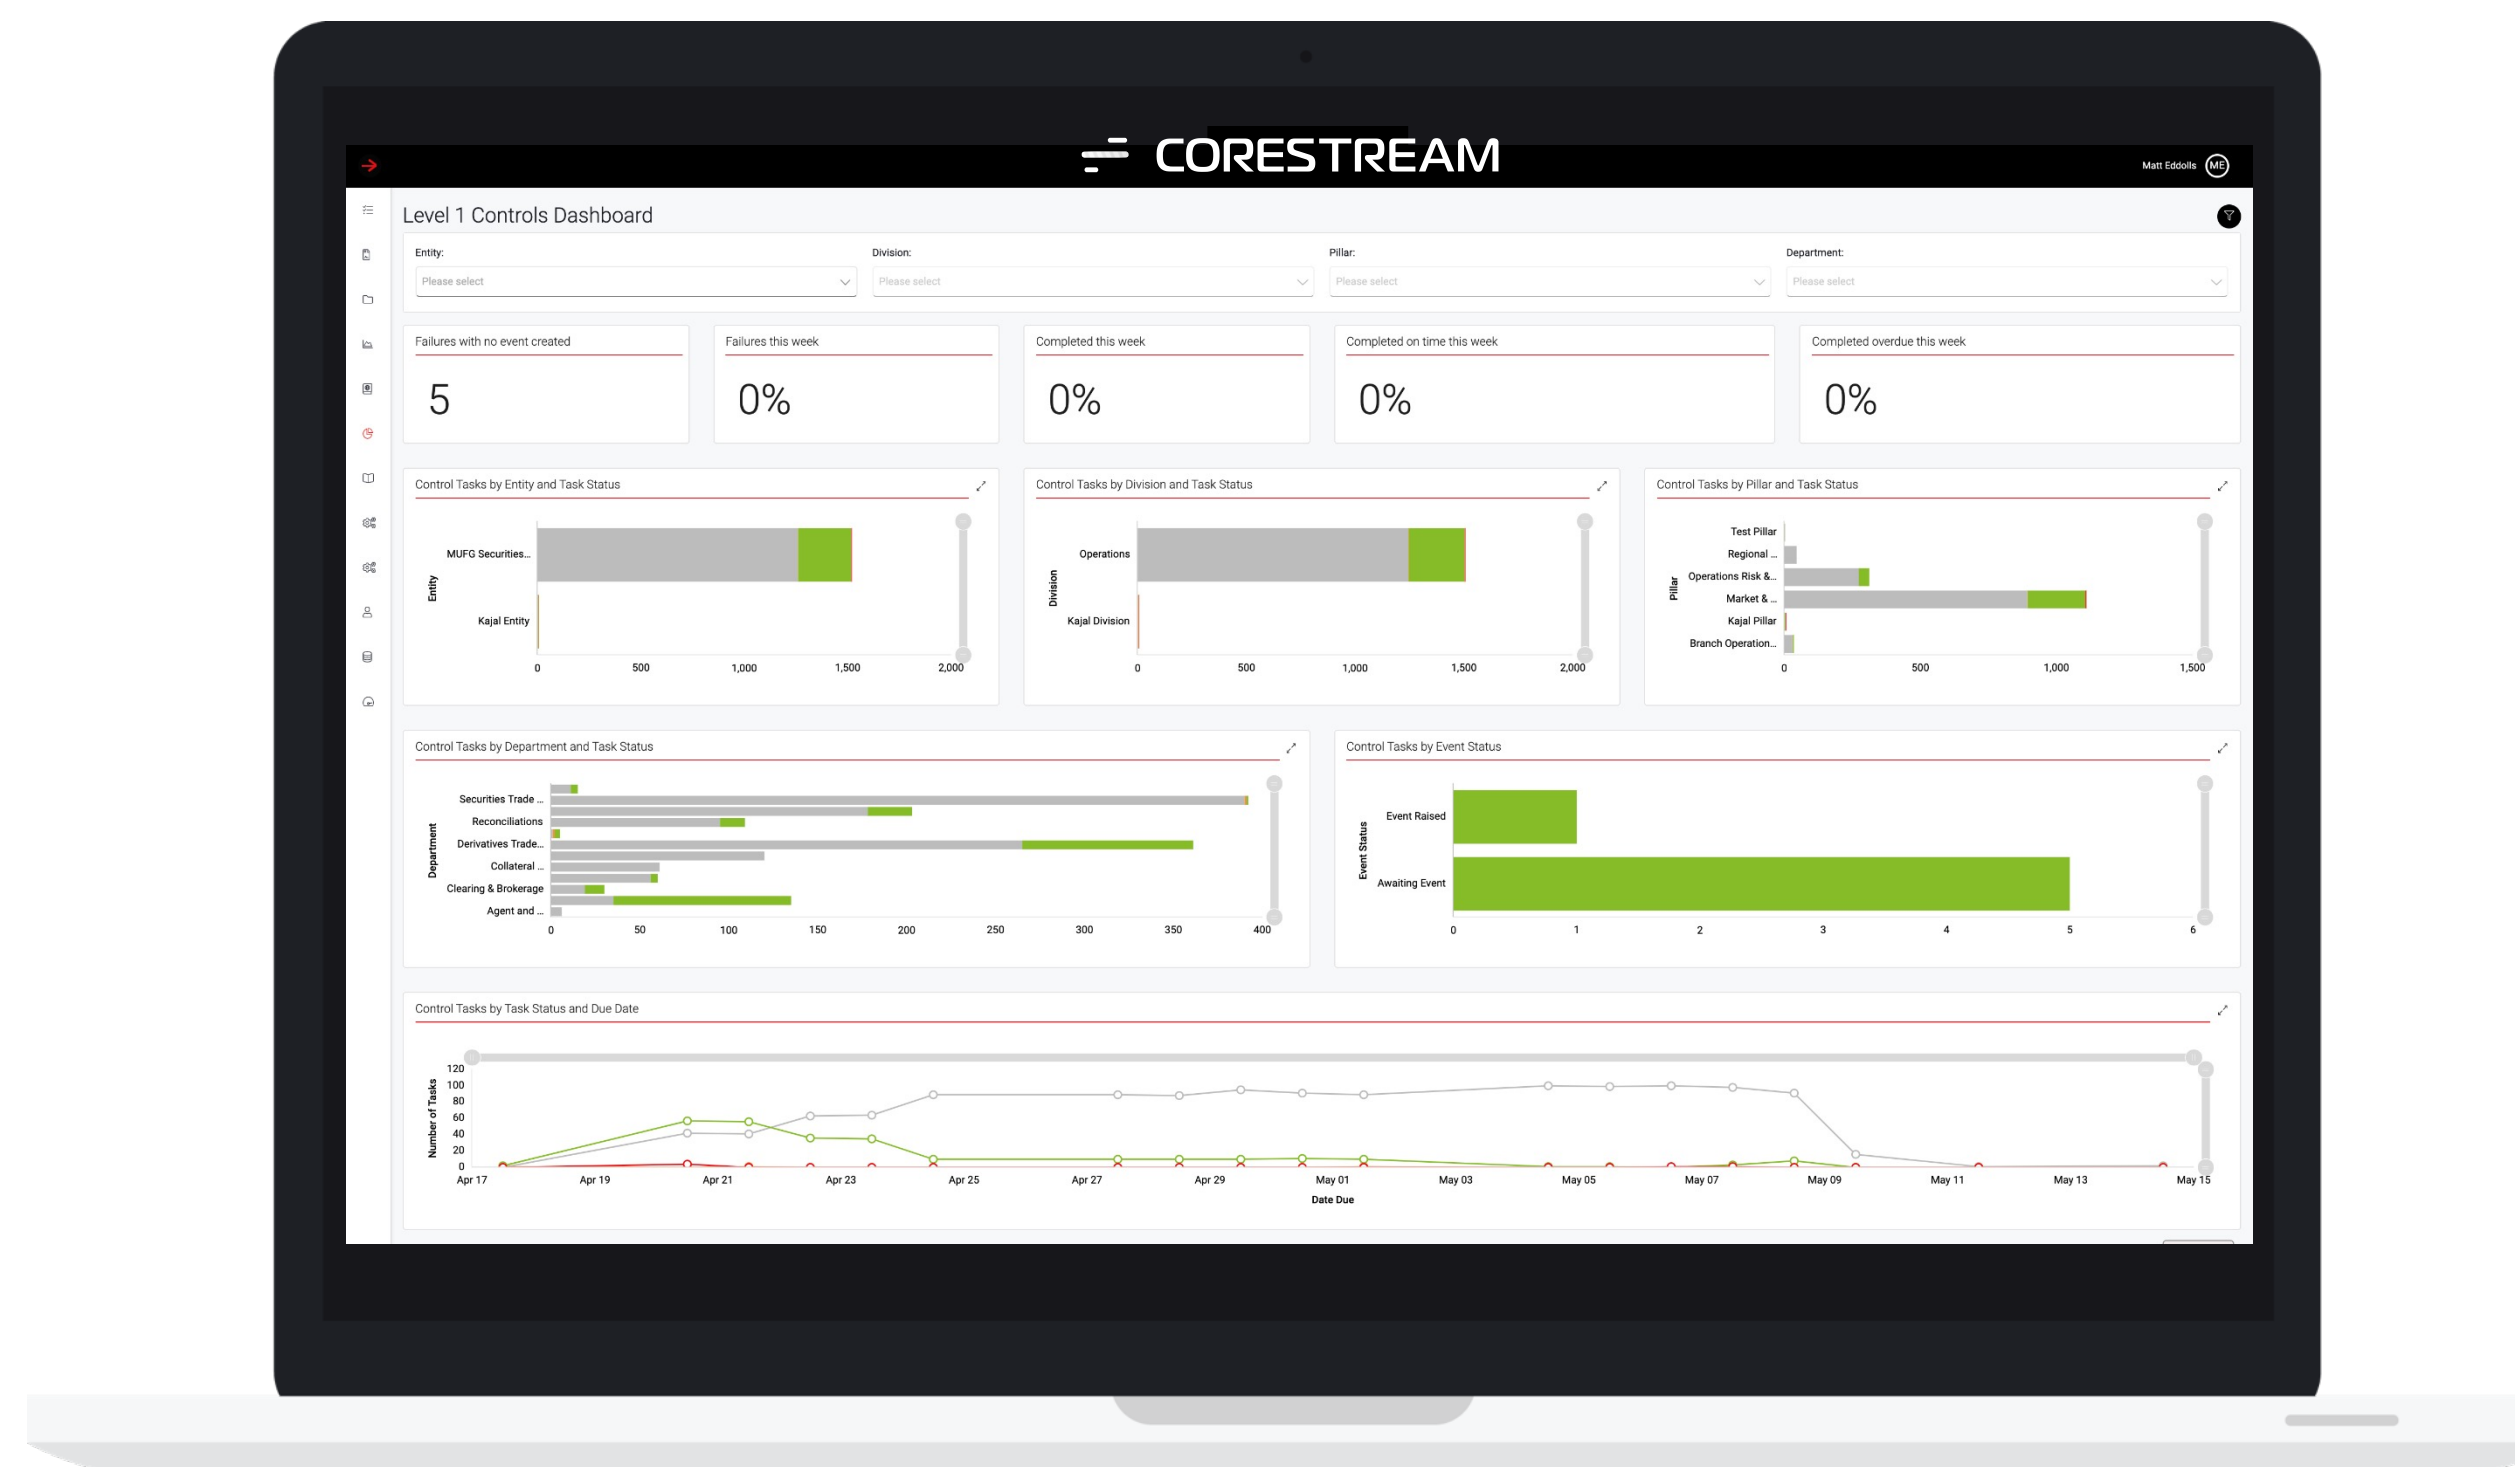 CORESTREAM
Matt Eddolls ME
Level 1 Controls Dashboard
Entity: Division: Pillar: Department:
Please select Please select Please select Please select
Failures with no event created Failures this week Completed this week Completed on time this week Completed overdue this week
5 0% 0% 0% 0%
Control Tasks by Entity and Task Status
Entity
MUFG Securities...
Kajal Entity
0 500 1,000 1,500 2,000
Control Tasks by Division and Task Status
Division
Operations
Kajal Division
0 500 1,000 1,500 2,000
Control Tasks by Pillar and Task Status
Pillar
Test Pillar
Regional ...
Operations Risk &...
Market & ...
Kajal Pillar
Branch Operation...
0 500 1,000 1,500
Control Tasks by Department and Task Status
Department
Securities Trade ...
Reconciliations
Derivatives Trade...
Collateral ...
Clearing & Brokerage
Agent and ...
0 50 100 150 200 250 300 350 400
Control Tasks by Event Status
Event Status
Event Raised
Awaiting Event
0 1 2 3 4 5 6
Control Tasks by Task Status and Due Date
Number of Tasks
120
100
80
60
40
20
0
Apr 17 Apr 19 Apr 21 Apr 23 Apr 25 Apr 27 Apr 29 May 01 May 03 May 05 May 07 May 09 May 11 May 13 May 15
Date Due